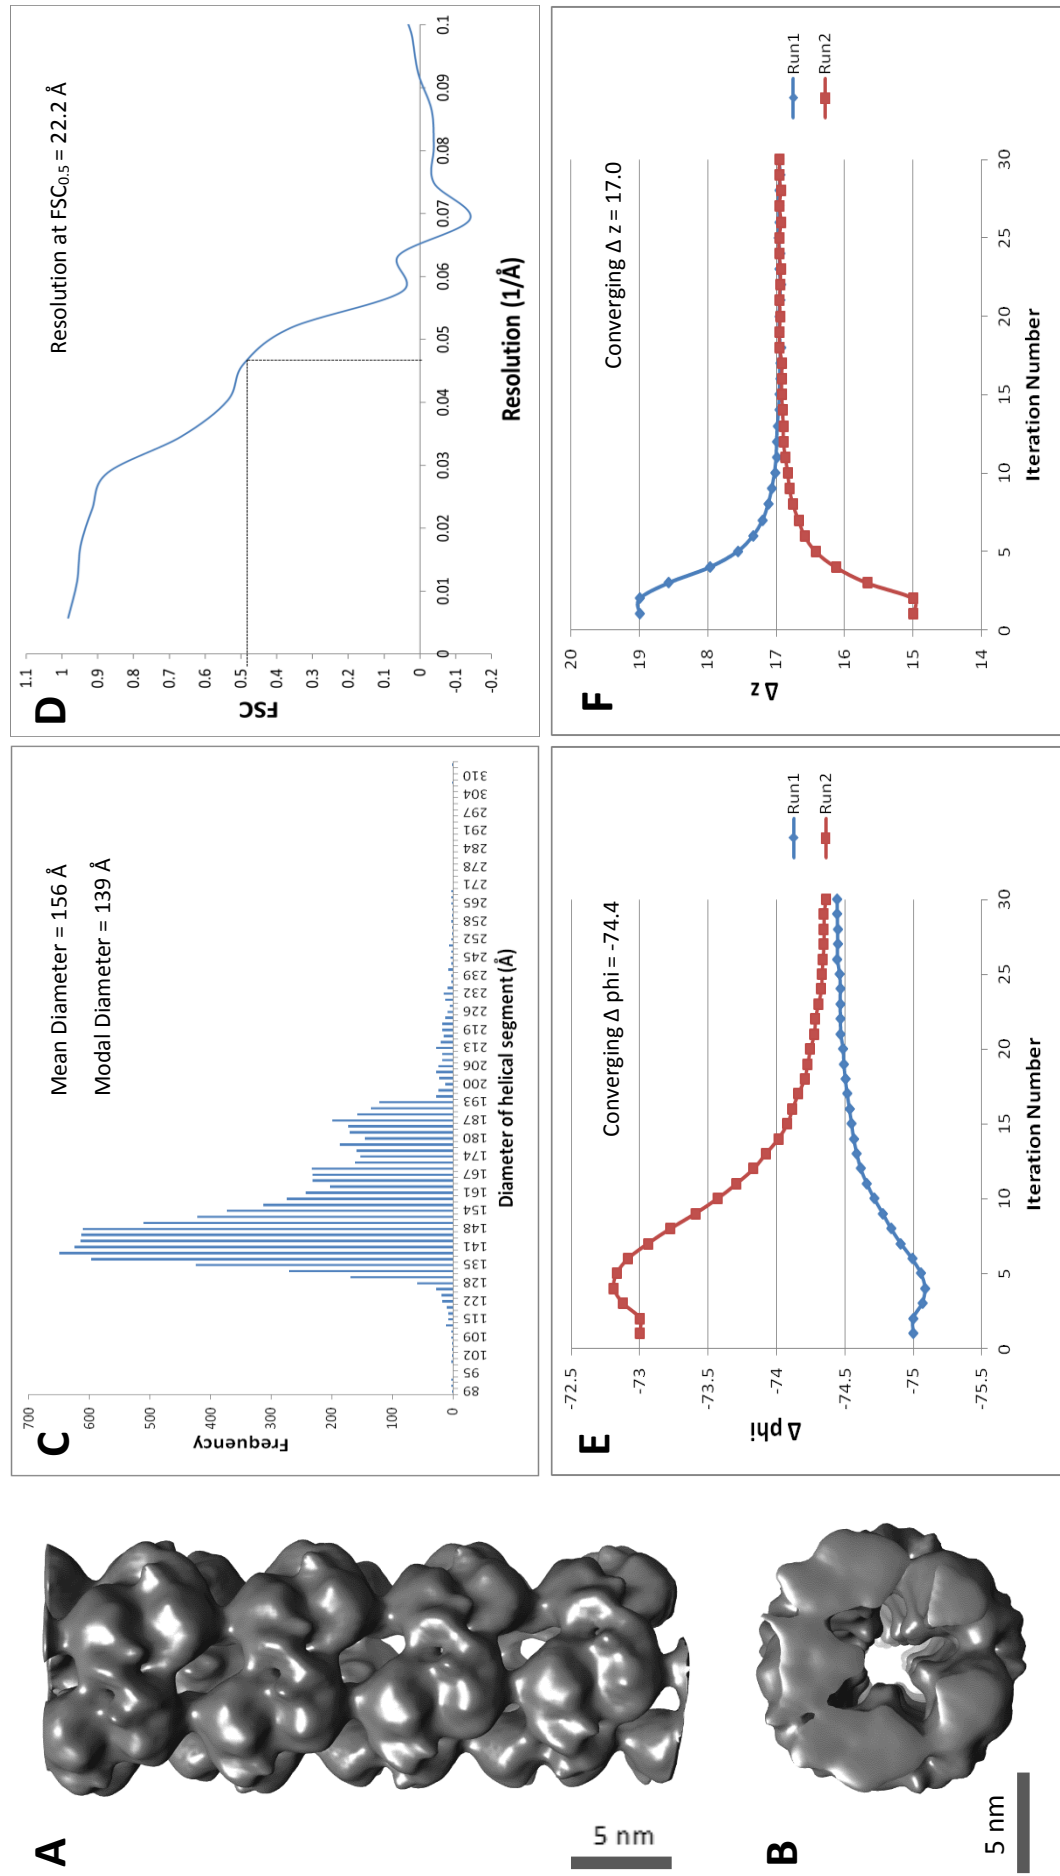 A
5 nm
B
5 nm
C
Mean Diameter = 156 Å
Modal Diameter = 139 Å
Frequency
700
600
500
400
300
200
100
0
89 95 102 109 115 122 128 135 141 148 154 161 167 174 180 187 193 200 206 213 219 226 232 239 245 252 258 265 271 278 284 291 297 304 310
Diameter of helical segment (Å)
D
Resolution at FSC0.5 = 22.2 Å
FSC
1.1
1
0.9
0.8
0.7
0.6
0.5
0.4
0.3
0.2
0.1
0
-0.1
-0.2
0 0.01 0.02 0.03 0.04 0.05 0.06 0.07 0.08 0.09 0.1
Resolution (1/Å)
E
Converging Δ phi = -74.4
Δ phi
-72.5
-73
-73.5
-74
-74.5
-75
-75.5
0 5 10 15 20 25 30
Iteration Number
Run1
Run2
F
Converging Δ z = 17.0
Δ z
20
19
18
17
16
15
14
0 5 10 15 20 25 30
Iteration Number
Run1
Run2